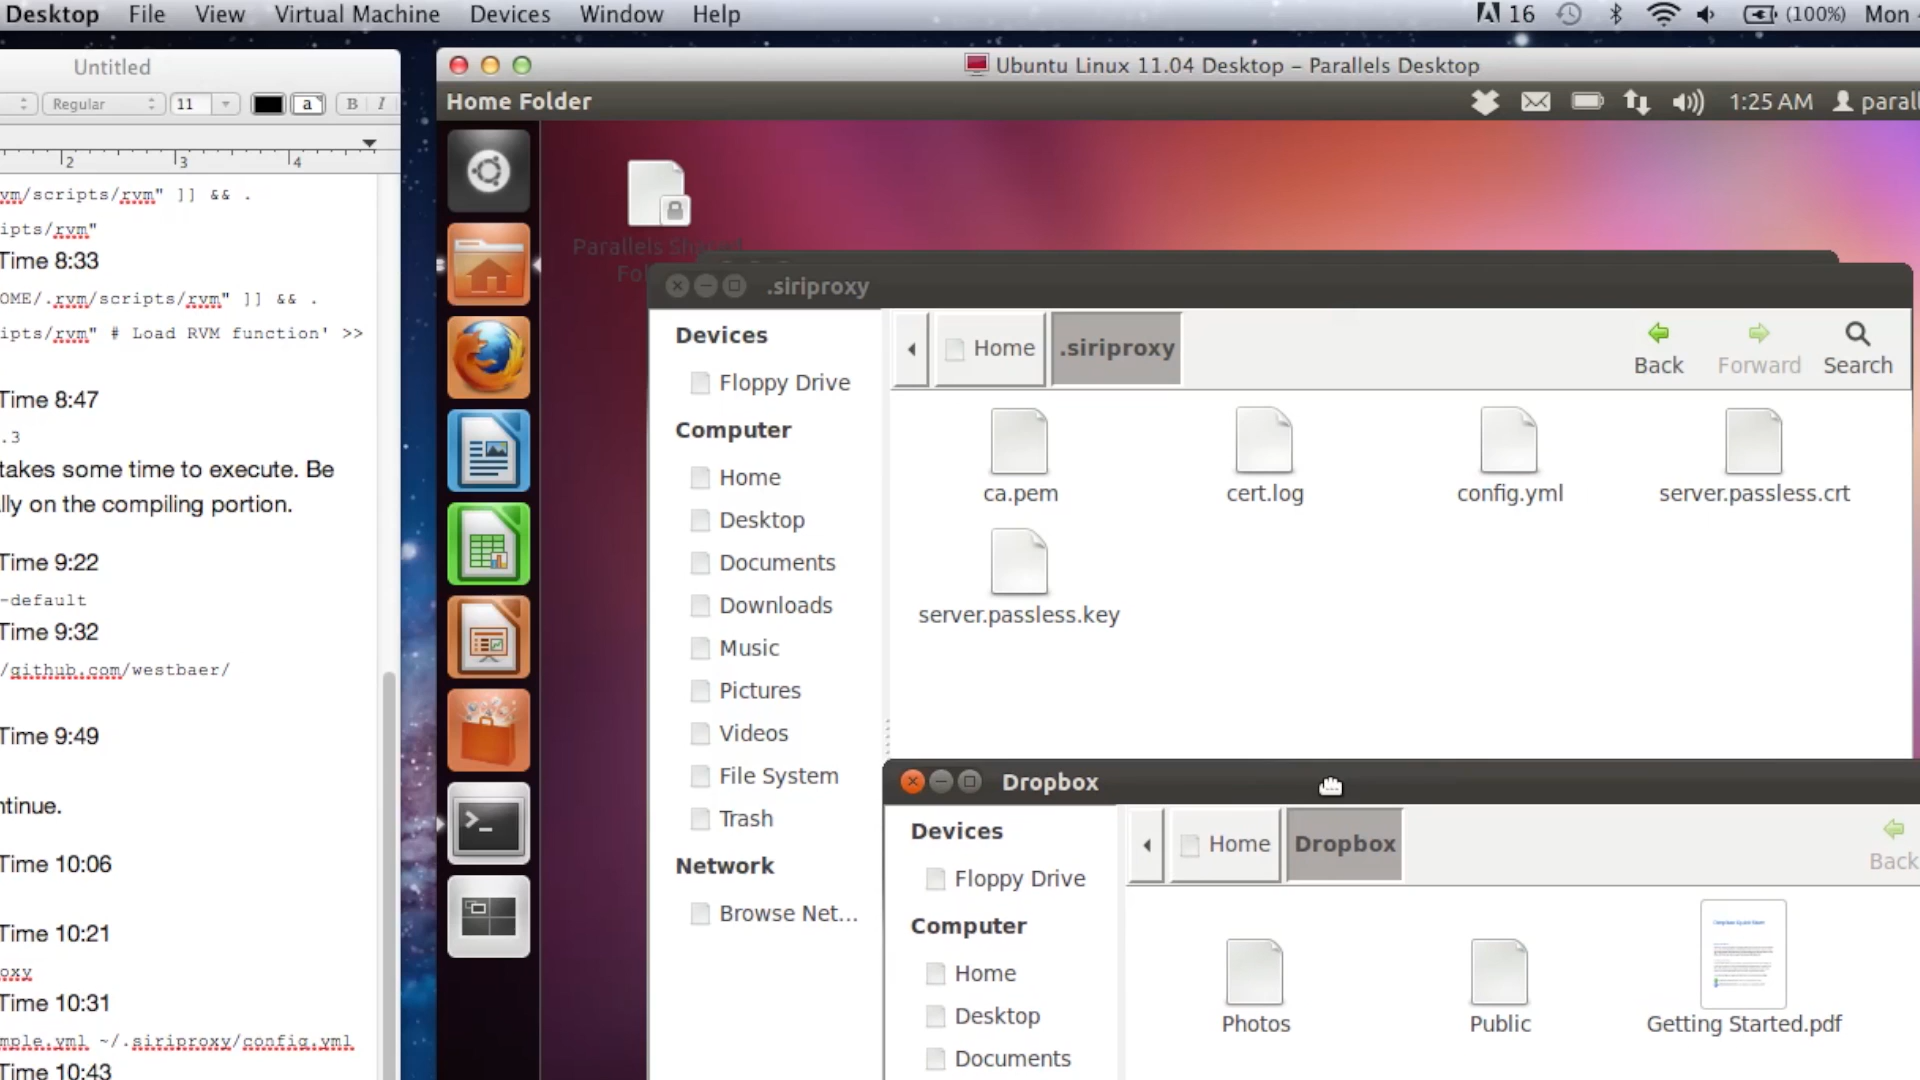 Desktop File View Virtual Machine Devices Window Help 16 (100%) Mon
Untitled
Regular 11 a B I
2 3 4
vm/scripts/rvm" ]] && .
ipts/rvm"
Time 8:33
OME/.rvm/scripts/rvm" ]] && .
ipts/rvm" # Load RVM function' >>
Time 8:47
.3
takes some time to execute. Be
lly on the compiling portion.
Time 9:22
-default
Time 9:32
/github.com/westbaer/
Time 9:49
ntinue.
Time 10:06
Time 10:21
oxy
Time 10:31
mple.yml ~/.siriproxy/config.yml
Time 10:43
Ubuntu Linux 11.04 Desktop – Parallels Desktop
Home Folder 1:25 AM parall
Parallels Sh
Fol
.siriproxy
Devices
Floppy Drive
Computer
Home
Desktop
Documents
Downloads
Music
Pictures
Videos
File System
Trash
Network
Browse Net...
Home .siriproxy Back Forward Search
ca.pem cert.log config.yml server.passless.crt
server.passless.key
Dropbox
Devices
Floppy Drive
Computer
Home
Desktop
Documents
Home Dropbox Back
Photos Public Getting Started.pdf